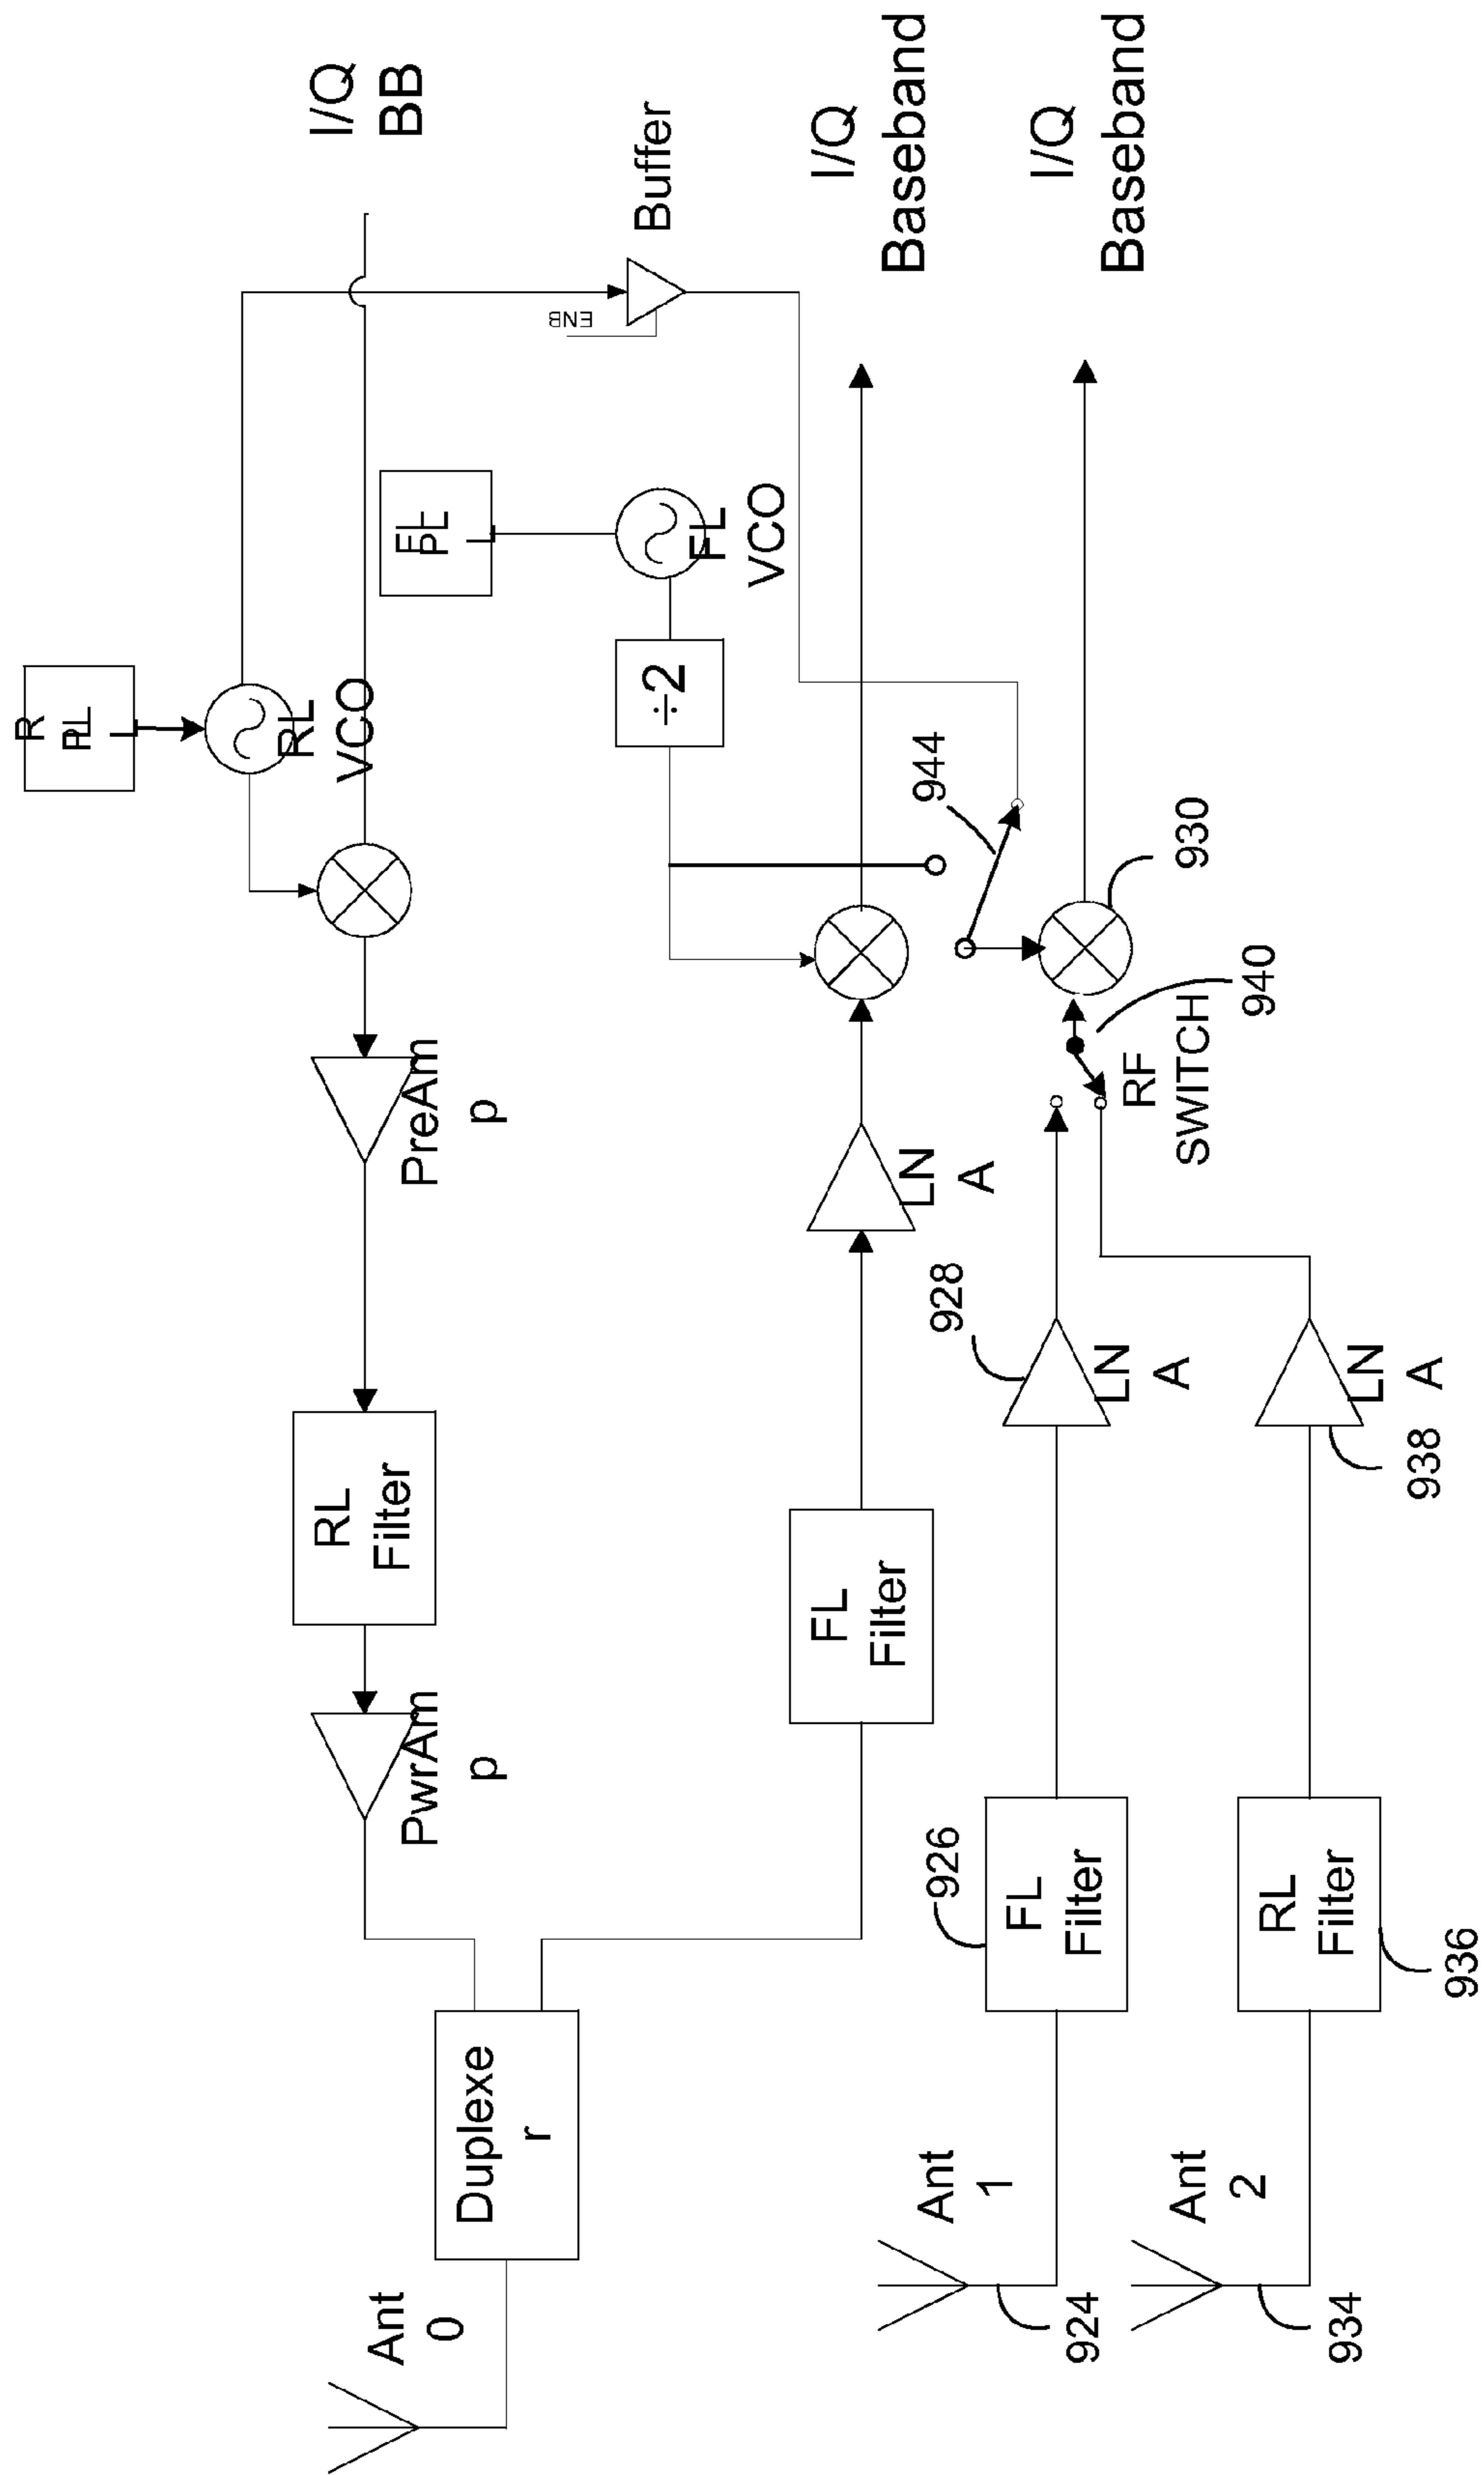 R
PL
L
RL
VCO
I/Q
BB
PreAm
p
RL
Filter
PwrAm
p
Ant
0
Duplexe
r
FL
PL
L
FL
VCO
÷2
ENB
Buffer
FL
Filter
LN
A
I/Q
Baseband
944
Ant
1
924
926
FL
Filter
928
LN
A
930
I/Q
Baseband
RF
SWITCH
940
Ant
2
934
RL
Filter
936
LN
A
938